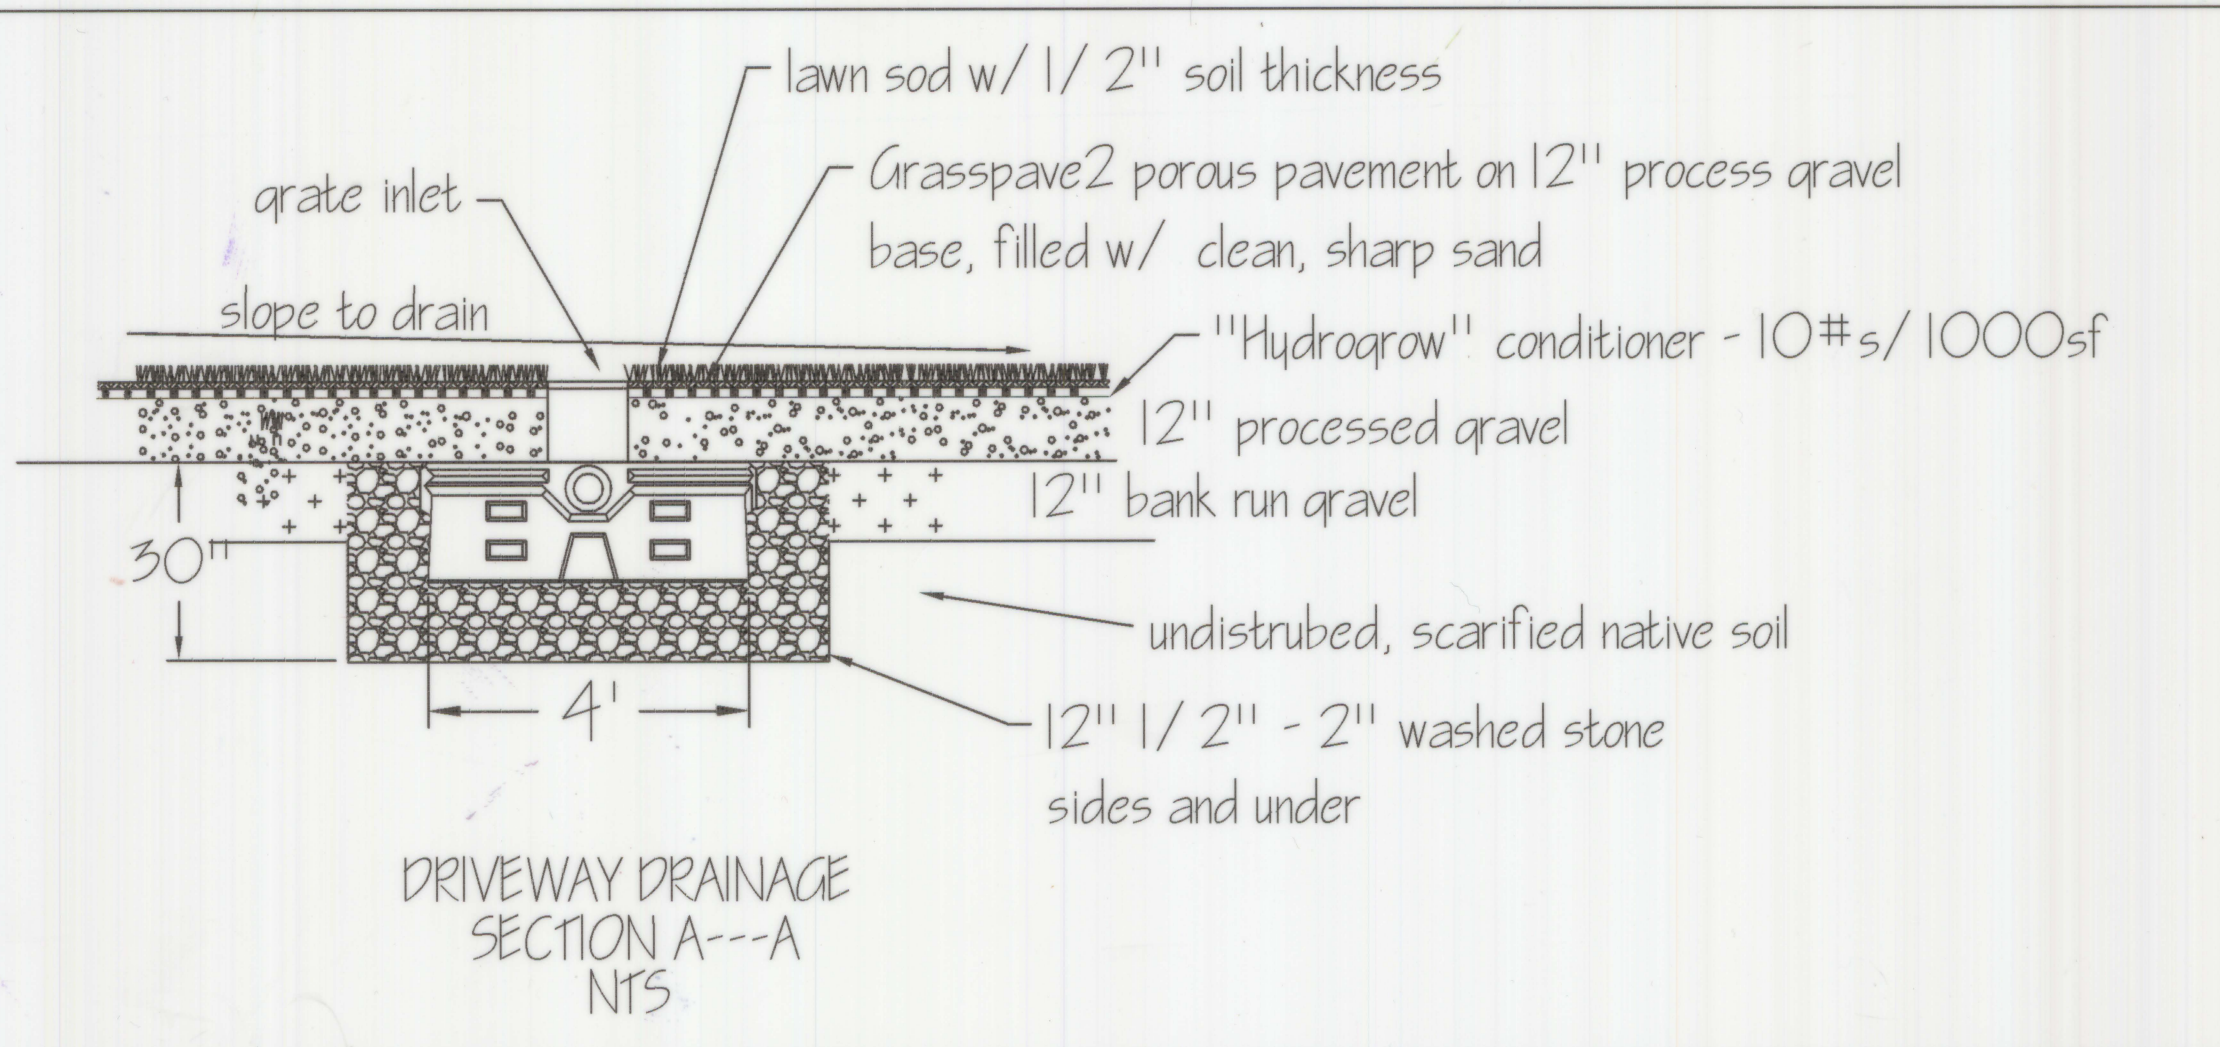 lawn sod w/ 1/2" soil thickness
Grasspave2 porous pavement on 12" process gravel
base, filled w/ clean, sharp sand
grate inlet
slope to drain
"Hydrogrow" conditioner - 10#s/1000sf
12" processed gravel
12" bank run gravel
30"
undistrubed, scarified native soil
4'
12" 1/2" - 2" washed stone
sides and under
DRIVEWAY DRAINAGE
SECTION A---A
NTS